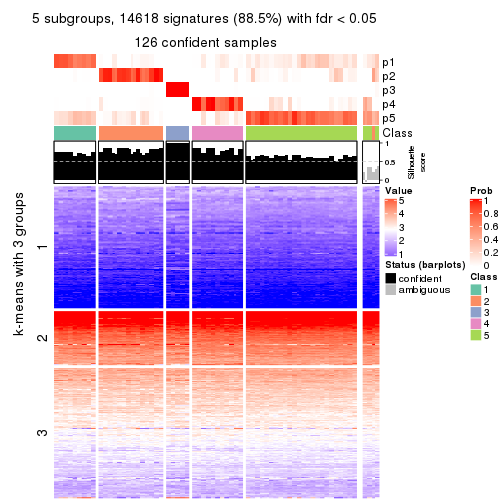 5 subgroups, 14618 signatures (88.5%) with fdr < 0.05
126 confident samples
p1
p2
p3
p4
p5
Class
1
0.5
0
Silhouette
score
k-means with 3 groups
1
2
3
Value
5
4
3
2
1
Status (barplots)
confident
ambiguous
Prob
1
0.8
0.6
0.4
0.2
0
Class
1
2
3
4
5